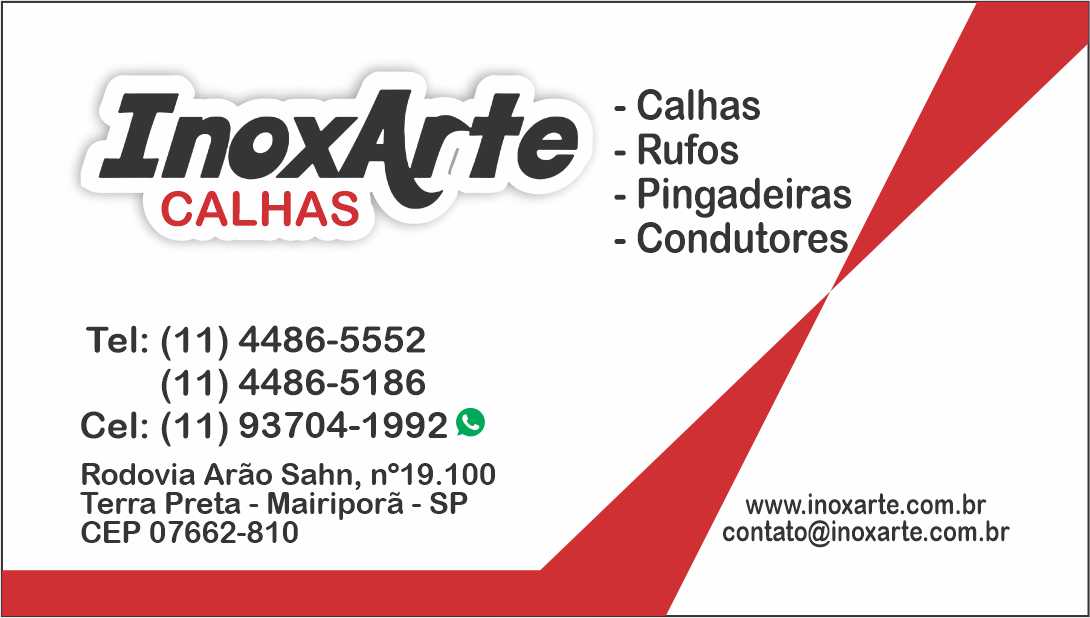 InoxArte
CALHAS
- Calhas
- Rufos
- Pingadeiras
- Condutores
Tel: (11) 4486-5552
(11) 4486-5186
Cel: (11) 93704-1992
Rodovia Arão Sahn, nº19.100
Terra Preta - Mairiporã - SP
CEP 07662-810
www.inoxarte.com.br
contato@inoxarte.com.br